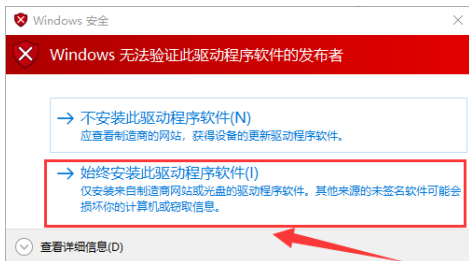 Windows 安全
Windows 无法验证此驱动程序软件的发布者
不安装此驱动程序软件(N)
应查看制造商的网站，获得设备的更新驱动程序软件。
始终安装此驱动程序软件(I)
仅安装来自制造商网站或光盘的驱动程序软件。其他来源的未签名软件可能会
损坏你的计算机或窃取信息。
查看详细信息(D)